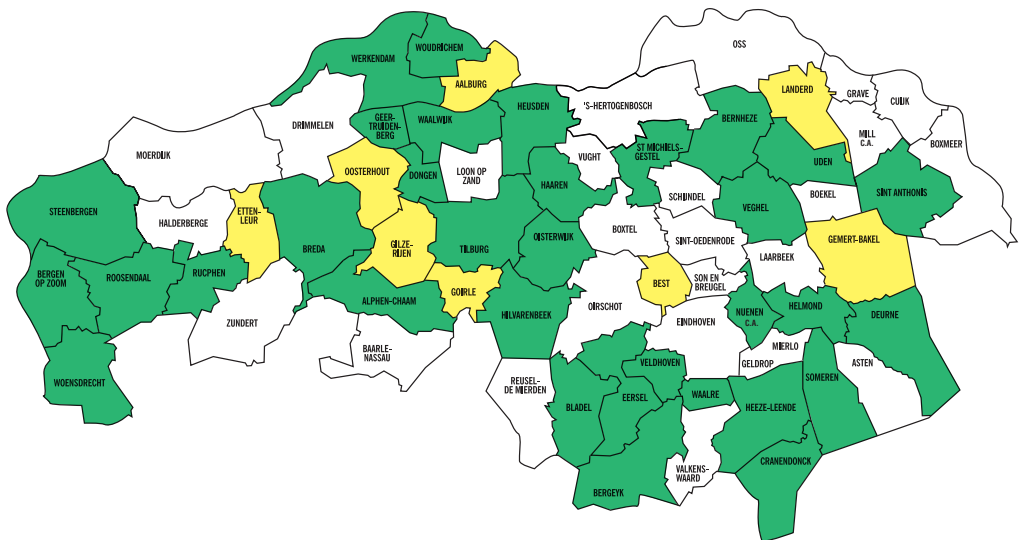 OSS
WOUDRICHEM
WERKENDAM
AALBURG
LANDERD
GRAVE
CUIJK
HEUSDEN
'S-HERTOGENBOSCH
GEER-
TRUIDEN-
BERG
WAALWIJK
DRIMMELEN
BERNHEZE
MILL
C.A.
BOXMEER
MOERDIJK
ST MICHIELS-
GESTEL
VUGHT
UDEN
OOSTERHOUT
DONGEN
LOON OP
ZAND
HAAREN
SCHIJNDEL
BOEKEL
SINT ANTHONIS
STEENBERGEN
HALDERBERGE
ETTEN-
LEUR
VEGHEL
BREDA
GILZE-
RIJEN
TILBURG
OISTERWIJK
BOXTEL
SINT-OEDENRODE
GEMERT-BAKEL
LAARBEEK
BERGEN
OP ZOOM
ROOSENDAAL
RUCPHEN
GOIRLE
BEST
SON EN
BREUGEL
ALPHEN-CHAAM
HILVARENBEEK
OIRSCHOT
NUENEN
C.A.
HELMOND
DEURNE
ZUNDERT
EINDHOVEN
BAARLE-
NASSAU
MIERLO
GELDROP
ASTEN
WOENSDRECHT
REUSEL-
DE MIERDEN
VELDHOVEN
SOMEREN
BLADEL
EERSEL
WAALRE
HEEZE-LEENDE
CRANENDONCK
VALKENS-
WAARD
BERGEYK